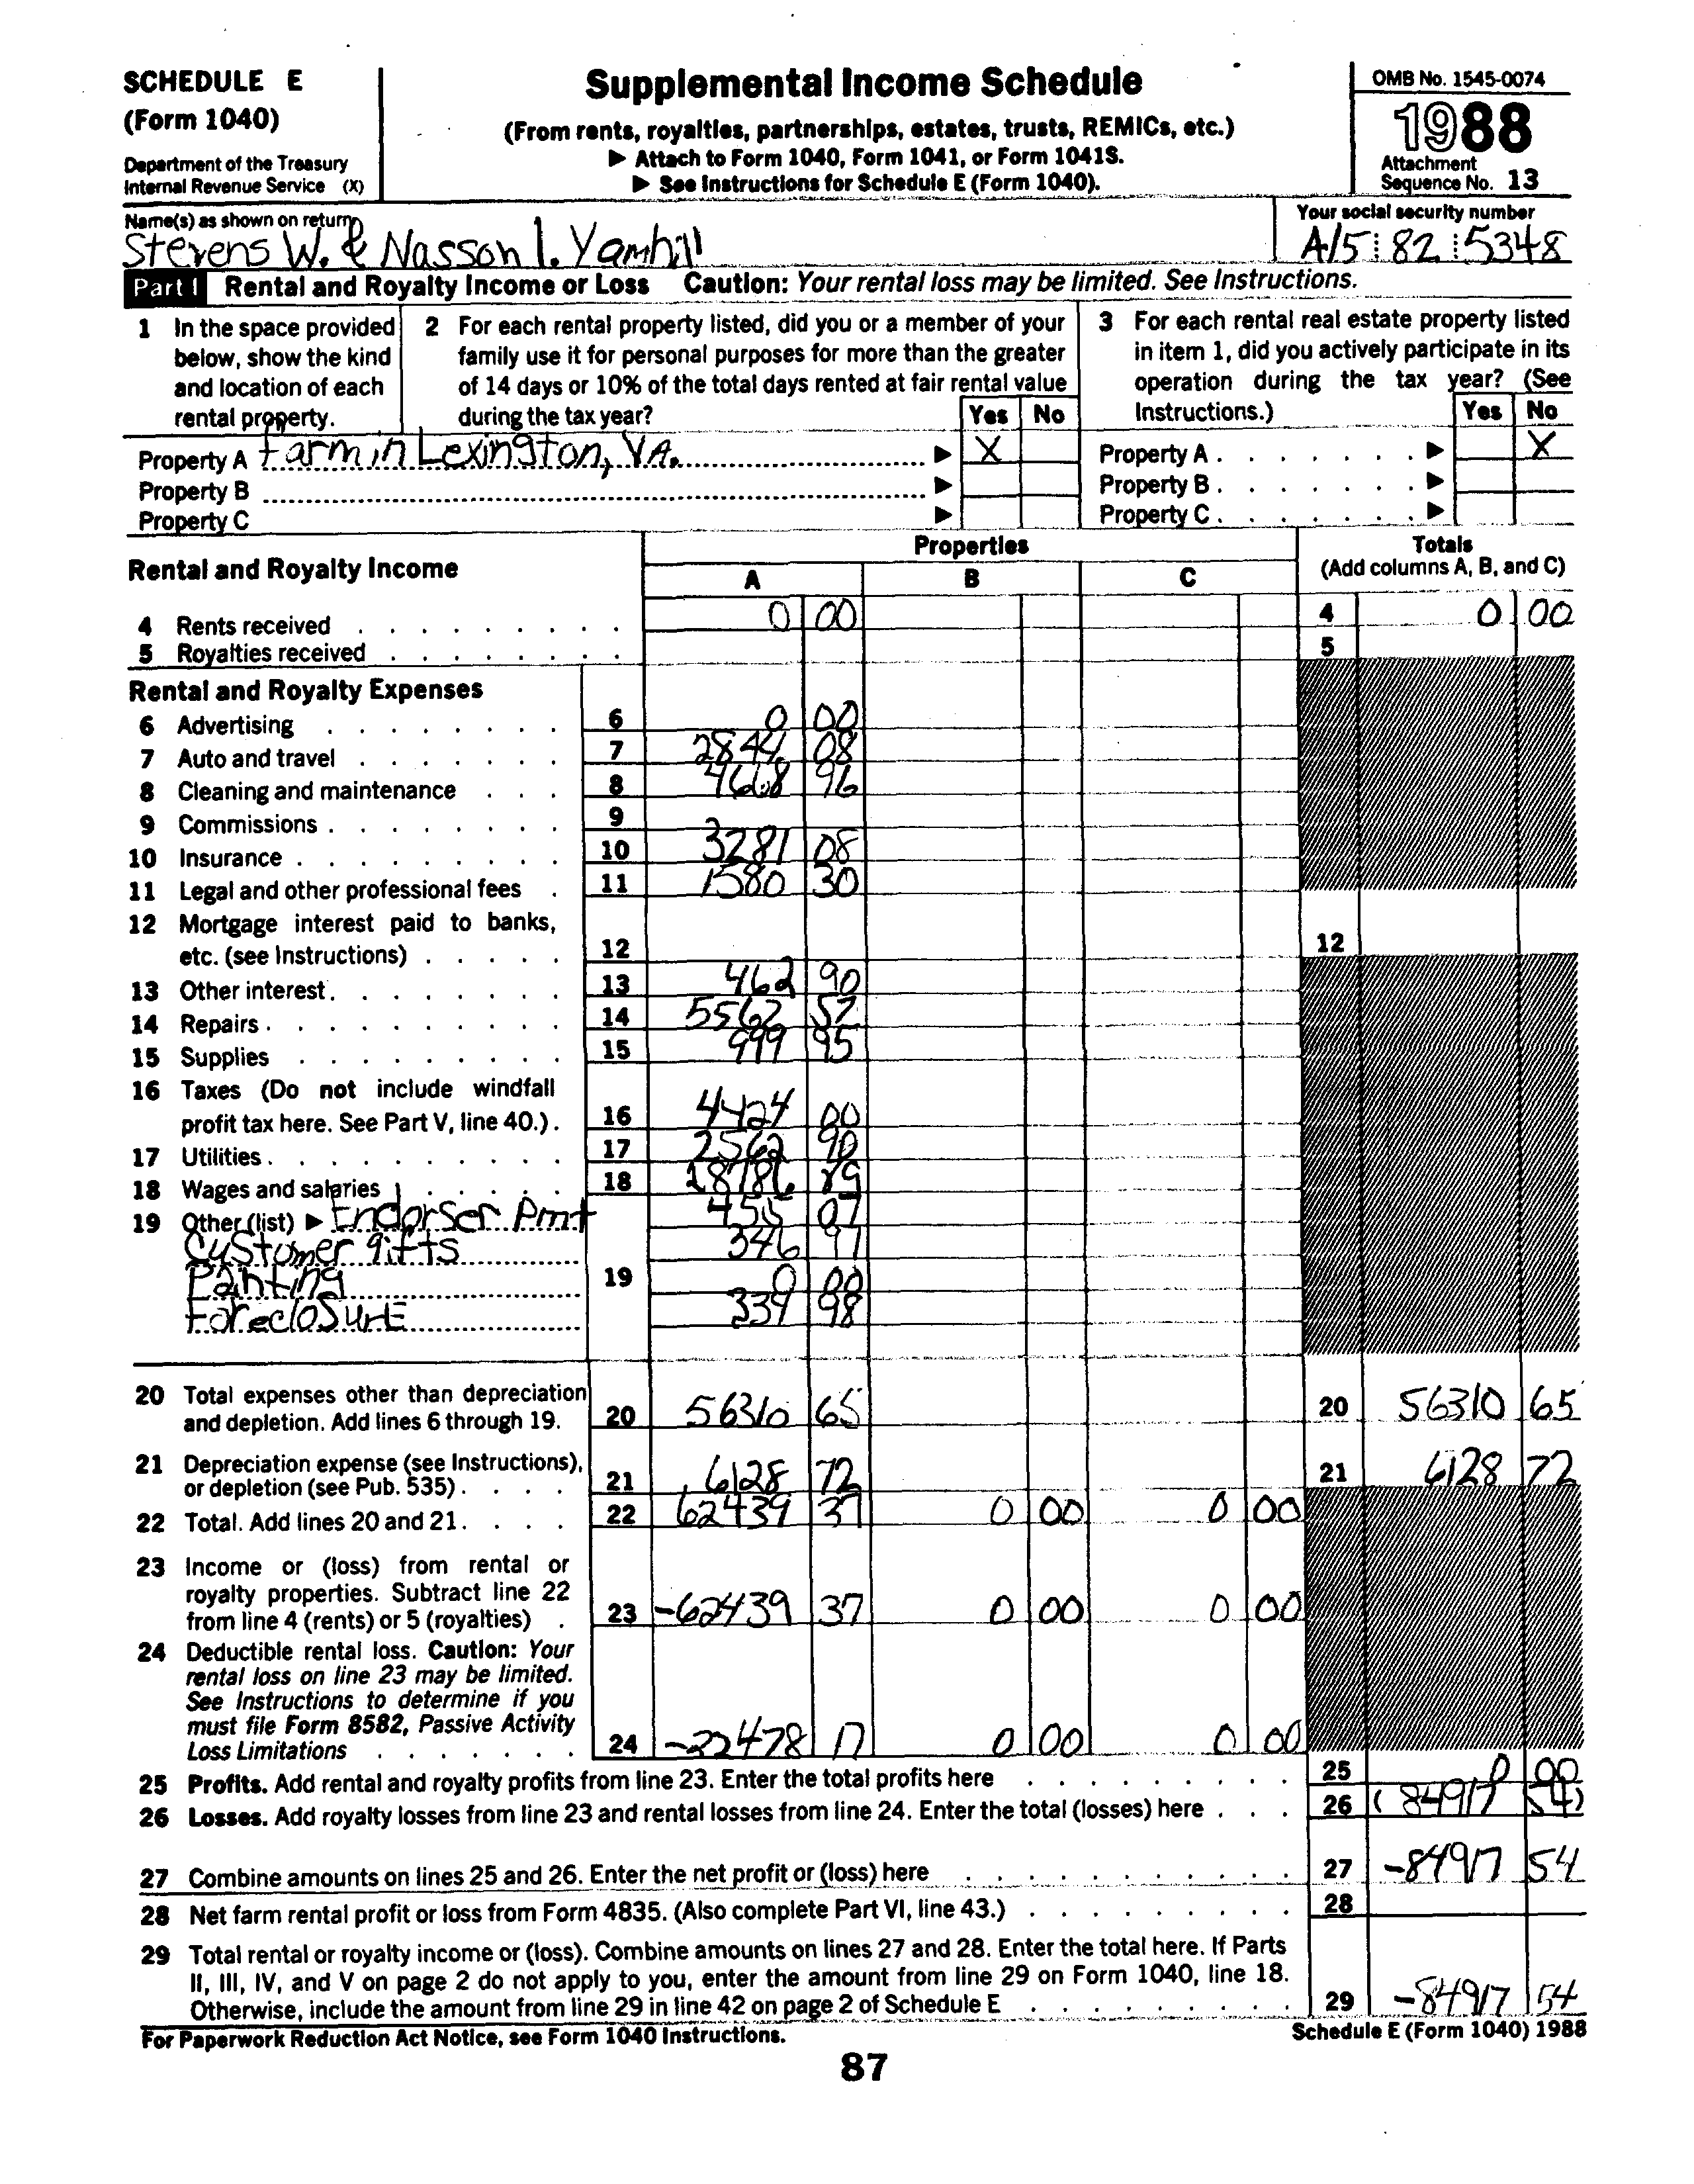 SCHEDULE E
(Form 1040)
Department of the Treasury
Internal Revenue Service (X)
Supplemental Income Schedule
(From rents, royalties, partnerships, estates, trusts, REMICs, etc.)
▶ Attach to Form 1040, Form 1041, or Form 1041S.
▶ See Instructions for Schedule E (Form 1040).
OMB No. 1545-0074
1988
Attachment
Sequence No. 13
Name(s) as shown on return
Stevens W. & Nasson I. Yamhill
Your social security number
A15 82 5348
Part I Rental and Royalty Income or Loss Caution: Your rental loss may be limited. See Instructions.
1 In the space provided
below, show the kind
and location of each
rental property.
2 For each rental property listed, did you or a member of your
family use it for personal purposes for more than the greater
of 14 days or 10% of the total days rented at fair rental value
during the tax year? Yes No
3 For each rental real estate property listed
in item 1, did you actively participate in its
operation during the tax year? (See
Instructions.) Yes No
Property A Farm in Lexington, VA. ▶ X Property A ▶ X
Property B ▶ Property B ▶
Property C ▶ Property C ▶
Rental and Royalty Income
Properties
A B C
Totals
(Add columns A, B, and C)
4 Rents received 0 00 4 0 00
5 Royalties received 5
Rental and Royalty Expenses
6 Advertising 6 0 00
7 Auto and travel 7 2844 08
8 Cleaning and maintenance 8 96
9 Commissions 9
10 Insurance 10 3281 08
11 Legal and other professional fees 11 1580 30
12 Mortgage interest paid to banks,
etc. (see Instructions) 12 12
13 Other interest 13 462 90
14 Repairs 14 5562 57
15 Supplies 15 999 95
16 Taxes (Do not include windfall
profit tax here. See Part V, line 40.) 16 4424 00
17 Utilities 17 2562 90
18 Wages and salaries 18 89
19 Other (list) ▶ Endorser Pmt 07
Customer gifts 346 97
Panting 19 0 00
ForeclosurE 339 98
20 Total expenses other than depreciation
and depletion. Add lines 6 through 19. 20 56310 65 20 56310 65
21 Depreciation expense (see Instructions),
or depletion (see Pub. 535) 21 6128 72 21 6128 72
22 Total. Add lines 20 and 21 22 62439 37 0 00 0 00
23 Income or (loss) from rental or
royalty properties. Subtract line 22
from line 4 (rents) or 5 (royalties) 23 -62439 37 0 00 0 00
24 Deductible rental loss. Caution: Your
rental loss on line 23 may be limited.
See Instructions to determine if you
must file Form 8582, Passive Activity
Loss Limitations 24 -22478 17 0 00 0 00
25 Profits. Add rental and royalty profits from line 23. Enter the total profits here 25 0 00
26 Losses. Add royalty losses from line 23 and rental losses from line 24. Enter the total (losses) here 26 ( 84917 54)
27 Combine amounts on lines 25 and 26. Enter the net profit or (loss) here 27 -84917 54
28 Net farm rental profit or loss from Form 4835. (Also complete Part VI, line 43.) 28
29 Total rental or royalty income or (loss). Combine amounts on lines 27 and 28. Enter the total here. If Parts
II, III, IV, and V on page 2 do not apply to you, enter the amount from line 29 on Form 1040, line 18.
Otherwise, include the amount from line 29 in line 42 on page 2 of Schedule E 29 -84917 54
For Paperwork Reduction Act Notice, see Form 1040 Instructions.
Schedule E (Form 1040) 1988
87